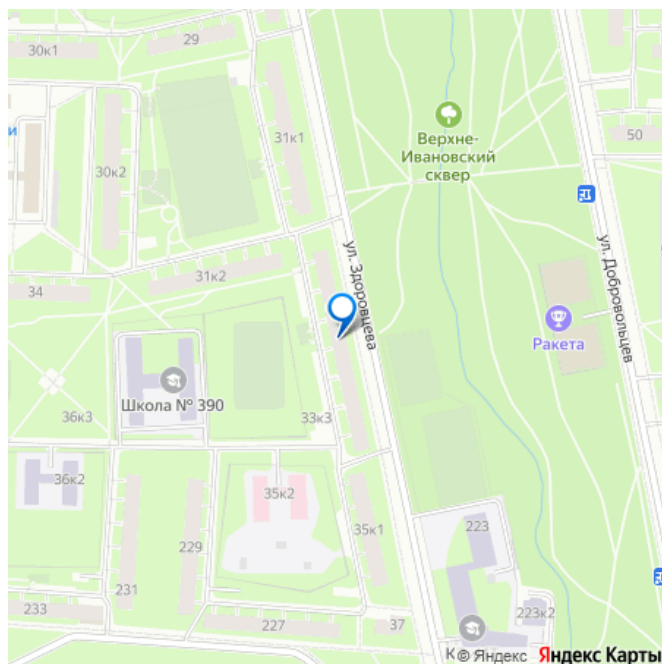 30к1
29
31к1
Верхне-
Ивановский
сквер
50
и
30к2
ул. Здоровцева
ул. Добровольцев
34
31к2
Ракета
Школа № 390
36к3
33к3
36к2
35к2
35к1
223
229
231
233
227
37
223к2
К
© Яндекс
Яндекс Карты